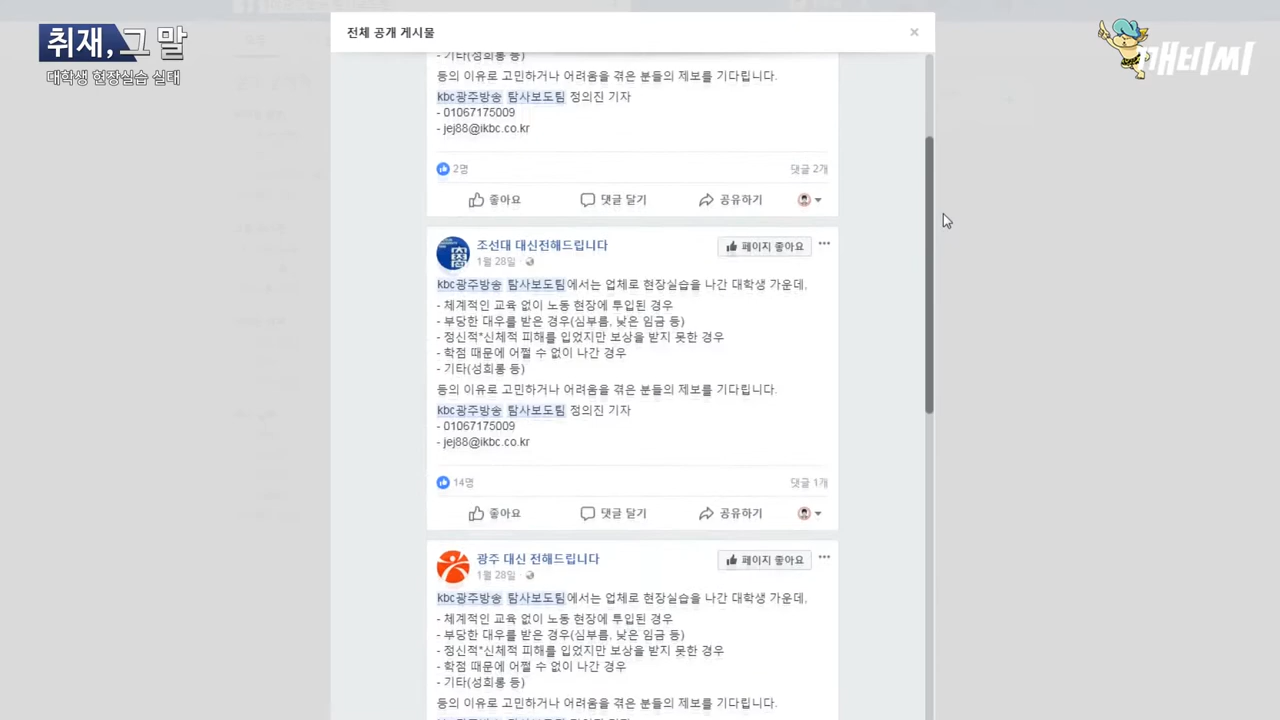 취재, 그 말
대학생 현장실습 실태
전체 공개 게시물
- 기타(성희롱 등)
등의 이유로 고민하거나 어려움을 겪은 분들의 제보를 기다립니다.
kbc광주방송 탐사보도팀 정의진 기자
- 01067175009
- jej88@ikbc.co.kr
2명
댓글 2개
좋아요
댓글 달기
공유하기
조선대 대신전해드립니다
페이지 좋아요
1월 28일
kbc광주방송 탐사보도팀에서는 업체로 현장실습을 나간 대학생 가운데,
- 체계적인 교육 없이 노동 현장에 투입된 경우
- 부당한 대우를 받은 경우(심부름, 낮은 임금 등)
- 정신적*신체적 피해를 입었지만 보상을 받지 못한 경우
- 학점 때문에 어쩔 수 없이 나간 경우
- 기타(성희롱 등)
등의 이유로 고민하거나 어려움을 겪은 분들의 제보를 기다립니다.
kbc광주방송 탐사보도팀 정의진 기자
- 01067175009
- jej88@ikbc.co.kr
14명
댓글 1개
좋아요
댓글 달기
공유하기
광주 대신 전해드립니다
페이지 좋아요
1월 28일
kbc광주방송 탐사보도팀에서는 업체로 현장실습을 나간 대학생 가운데,
- 체계적인 교육 없이 노동 현장에 투입된 경우
- 부당한 대우를 받은 경우(심부름, 낮은 임금 등)
- 정신적*신체적 피해를 입었지만 보상을 받지 못한 경우
- 학점 때문에 어쩔 수 없이 나간 경우
- 기타(성희롱 등)
등의 이유로 고민하거나 어려움을 겪은 분들의 제보를 기다립니다.